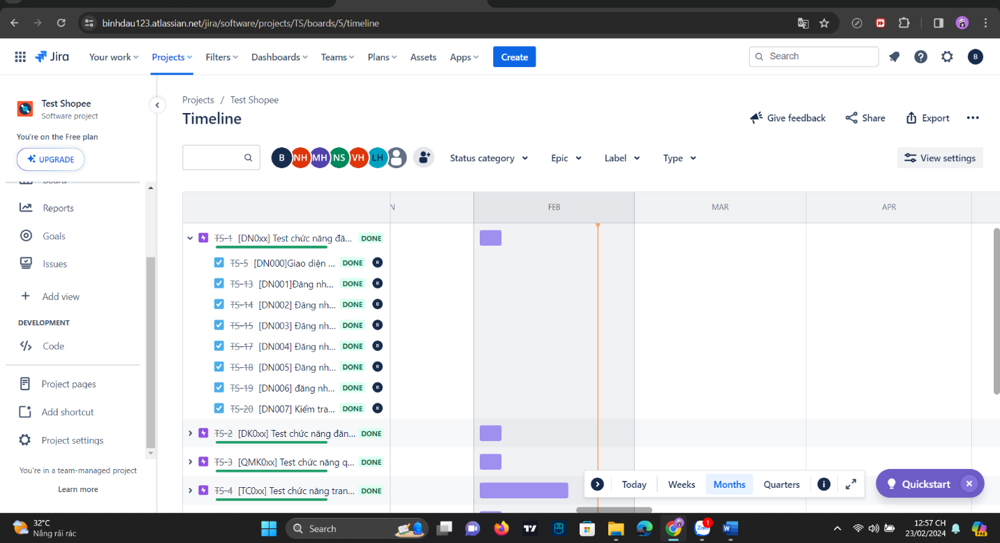 binhdau123.atlassian.net/jira/software/projects/TS/boards/5/timeline
Jira Your work Projects Filters Dashboards Teams Plans Assets Apps Create Search B
Test Shopee
Software project
You're on the Free plan
UPGRADE
Board
Reports
Goals
Issues
Add view
DEVELOPMENT
Code
Project pages
Add shortcut
Project settings
You're in a team-managed project
Learn more
Projects / Test Shopee
Timeline
Give feedback Share Export
B NH MH NS VH LH Status category Epic Label Type View settings
N FEB MAR APR
TS-1 [DN0xx] Test chức năng đă... DONE
TS-5 [DN000]Giao diện ... DONE B
TS-13 [DN001]Đăng nh... DONE B
TS-14 [DN002] Đăng nh... DONE B
TS-15 [DN003] Đăng nh... DONE B
TS-17 [DN004] Đăng nh... DONE B
TS-18 [DN005] Đăng nh... DONE B
TS-19 [DN006] đăng nh... DONE B
TS-20 [DN007] Kiểm tra... DONE B
TS-2 [DK0xx] Test chức năng đăn... DONE
TS-3 [QMK0xx] Test chức năng q... DONE
TS-4 [TC0xx] Test chức năng tran... DONE
Today Weeks Months Quarters Quickstart
32°C
Nắng rải rác
Search
Zalo 1
12:57 CH
23/02/2024
PRE